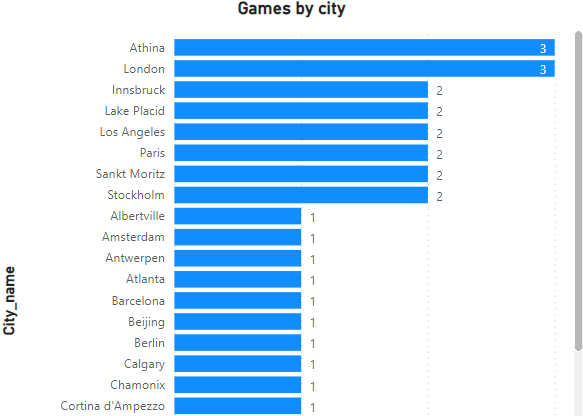 Games by city
City_name
Athina 3
London 3
Innsbruck 2
Lake Placid 2
Los Angeles 2
Paris 2
Sankt Moritz 2
Stockholm 2
Albertville 1
Amsterdam 1
Antwerpen 1
Atlanta 1
Barcelona 1
Beijing 1
Berlin 1
Calgary 1
Chamonix 1
Cortina d'Ampezzo 1